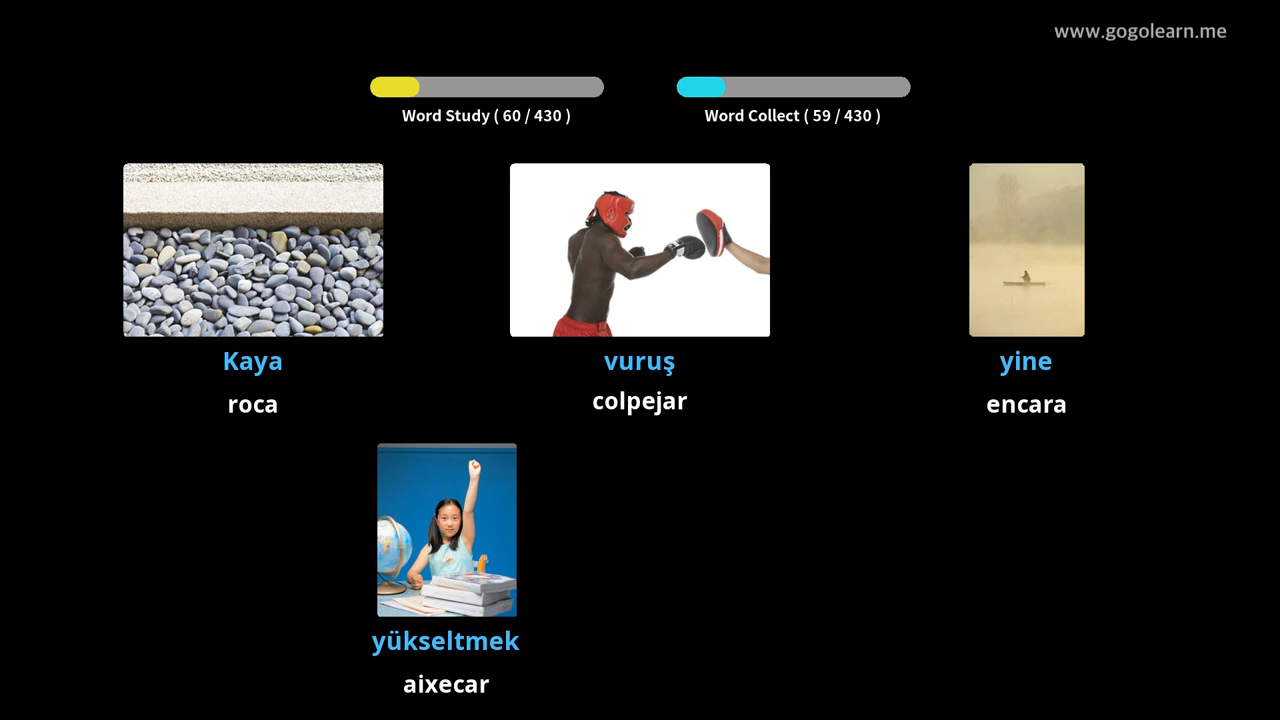 www.gogolearn.me
Word Study ( 60 / 430 )
Word Collect ( 59 / 430 )
Kaya
roca
vuruş
colpejar
yine
encara
yükseltmek
aixecar